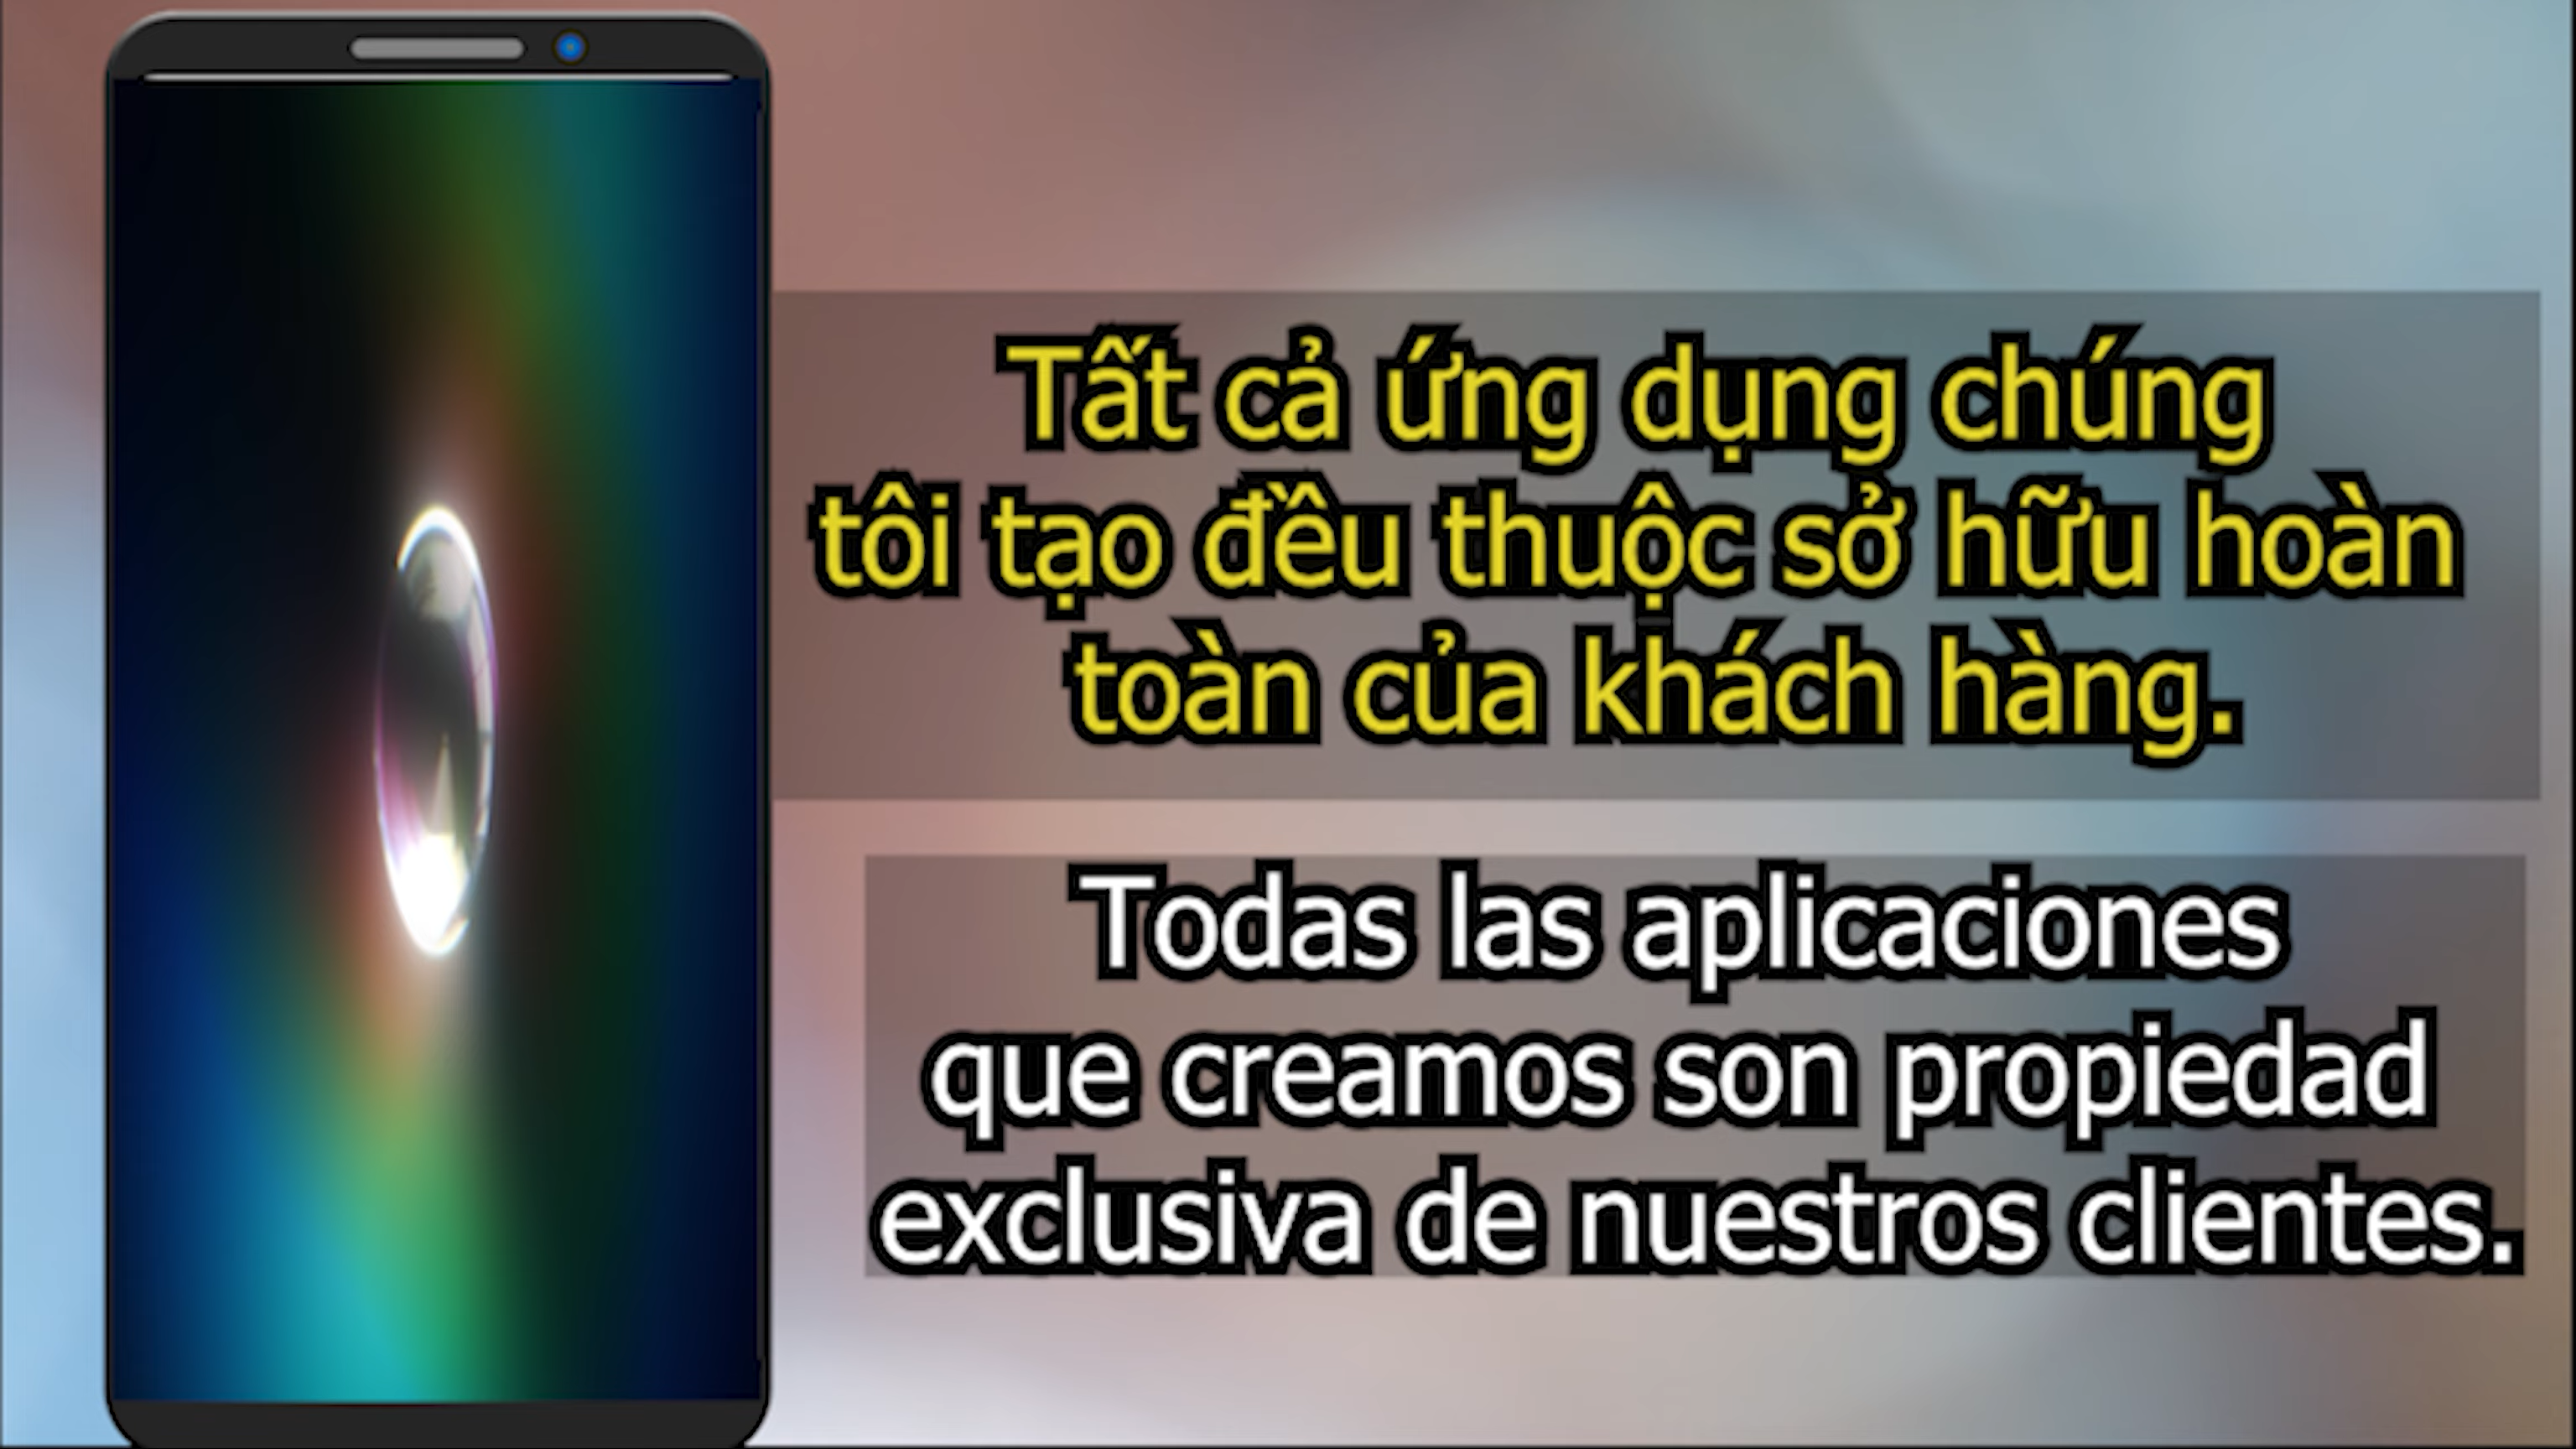 Tất cả ứng dụng chúng
tôi tạo đều thuộc sở hữu hoàn
toàn của khách hàng.
Todas las aplicaciones
que creamos son propiedad
exclusiva de nuestros clientes.